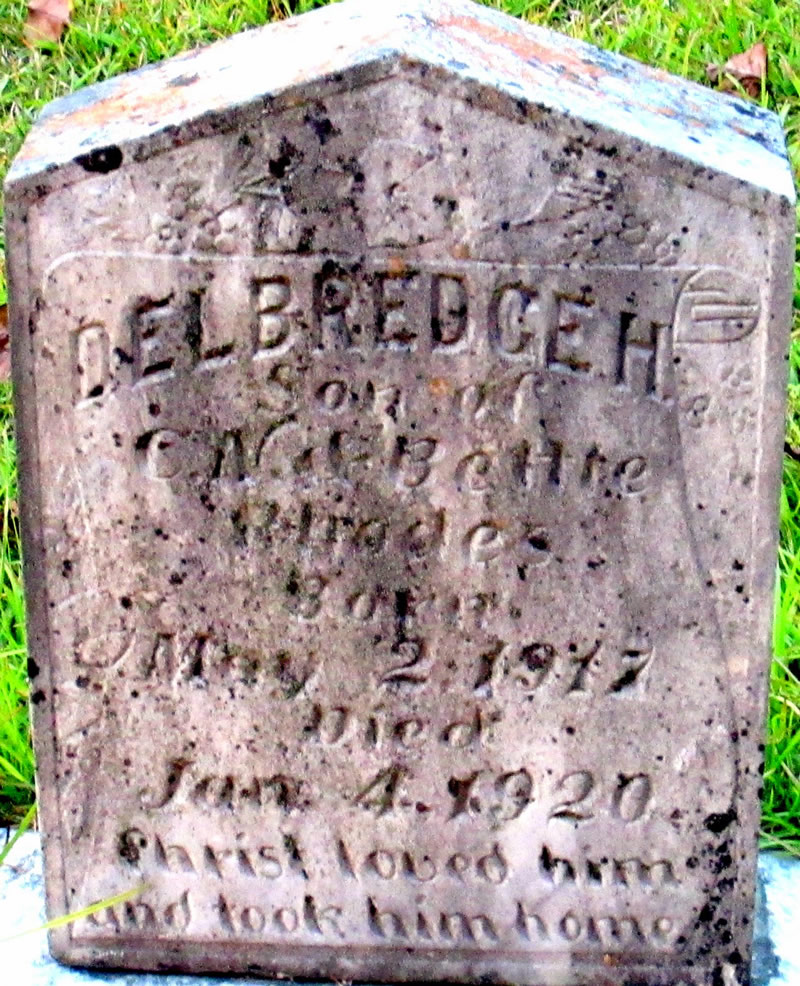 DELBREDGE H.
Son of
C.N. & Bettie
Rhodes
Born
May 2 1917
Died
Jan. 4. 1920.
Christ loved him
and took him home.